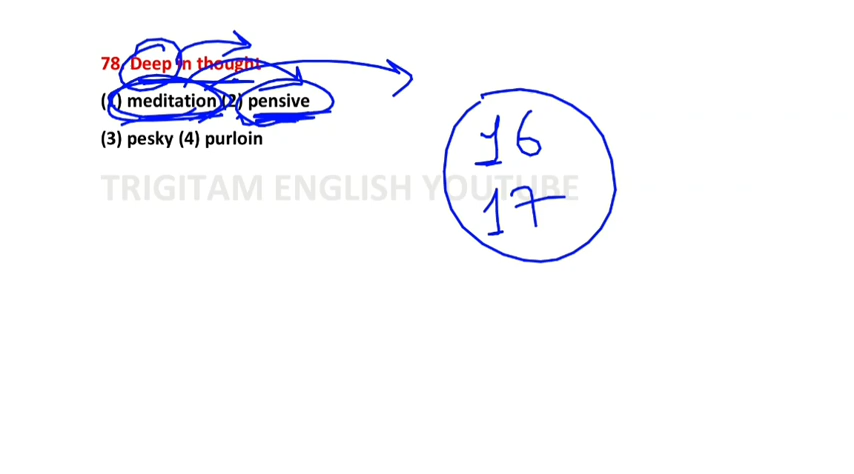 78. Deep in thought
(1) meditation (2) pensive
(3) pesky (4) purloin
16
TRIGITAM ENGLISH YOUTUBE
17